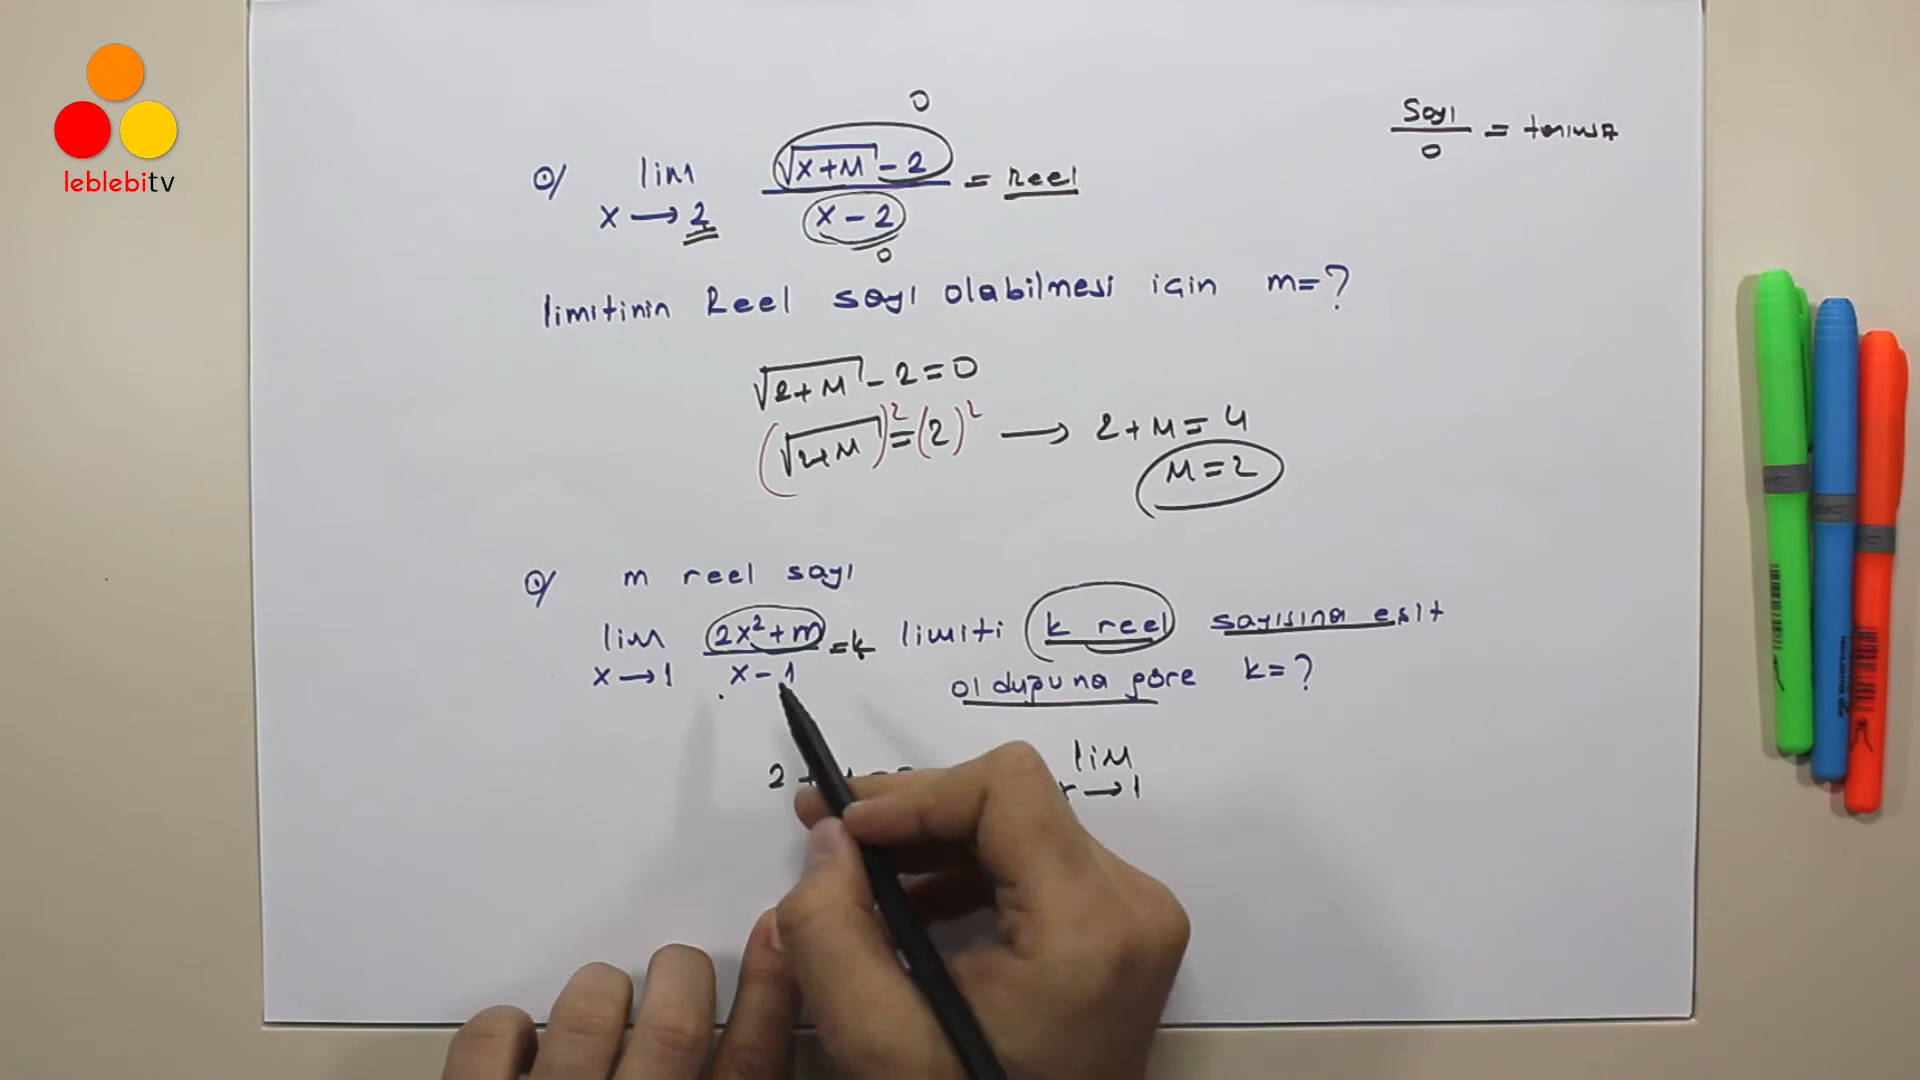 leblebitv
Sayı / 0 = tanımsız
0
lim x→2 (√(x+m) - 2) / (x - 2) = Reel
0
limitinin Reel sayı olabilmesi için m=?
√(2+m) - 2 = 0
(√(2+m))² = (2)² → 2+m = 4
m = 2
m reel sayı
lim x→1 (2x²+m) / (x - 1) = k limiti k reel sayısına eşit
olduğuna göre k=?
2 +
lim x→1